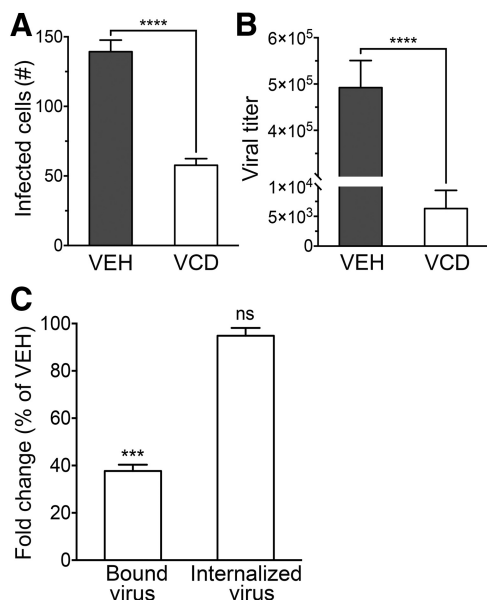 A
Infected cells (#)
150
100
50
0
****
VEH
VCD
B
Viral titer
6×10⁵
5×10⁵
4×10⁵
1×10⁴
5×10³
0
****
VEH
VCD
C
Fold change (% of VEH)
100
80
60
40
20
0
***
ns
Bound
virus
Internalized
virus